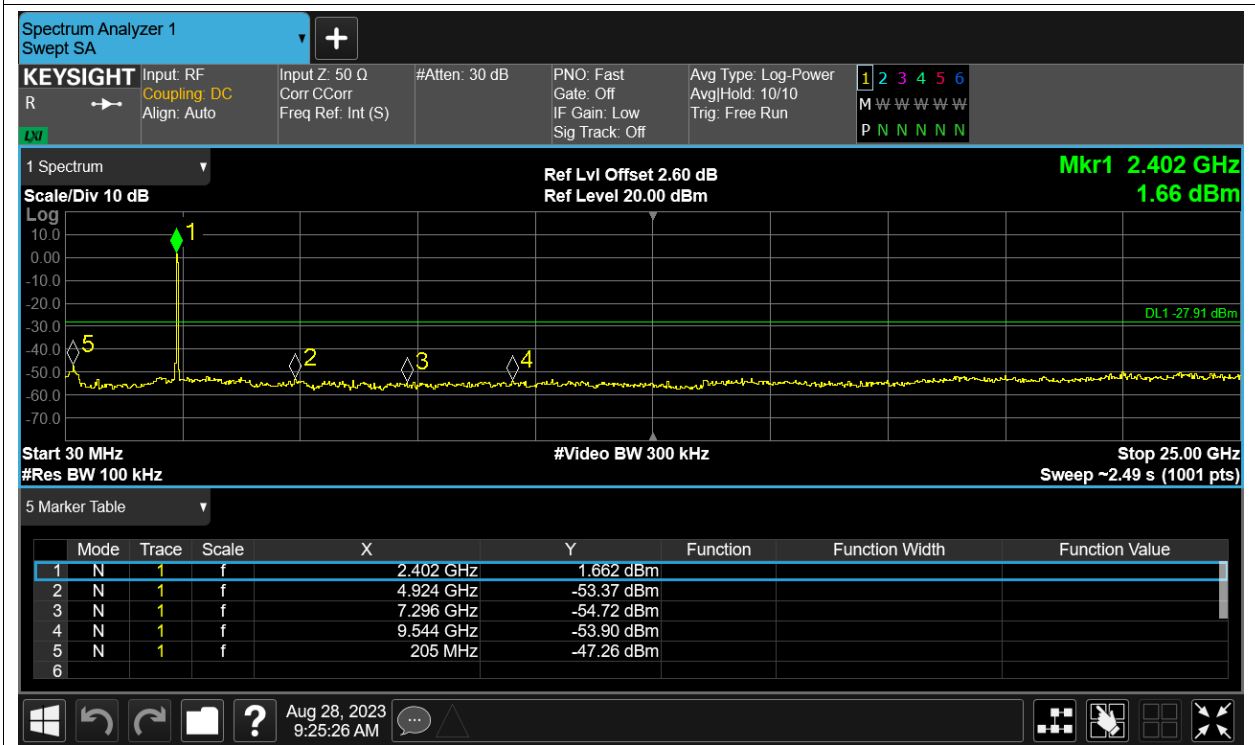 Spectrum Analyzer 1
Swept SA
KEYSIGHT
R
LXI
Input: RF
Coupling: DC
Align: Auto
Input Z: 50 Ω
Corr CCorr
Freq Ref: Int (S)
#Atten: 30 dB
PNO: Fast
Gate: Off
IF Gain: Low
Sig Track: Off
Avg Type: Log-Power
Avg|Hold: 10/10
Trig: Free Run
1 2 3 4 5 6
M W W W W W
P N N N N N
1 Spectrum
Scale/Div 10 dB
Ref Lvl Offset 2.60 dB
Ref Level 20.00 dBm
Mkr1 2.402 GHz
1.66 dBm
Log
10.0
0.00
-10.0
-20.0
-30.0
-40.0
-50.0
-60.0
-70.0
1
DL1 -27.91 dBm
5
2
3
4
Start 30 MHz
#Video BW 300 kHz
Stop 25.00 GHz
#Res BW 100 kHz
Sweep ~2.49 s (1001 pts)
5 Marker Table
Mode Trace Scale X Y Function Function Width Function Value
1 N 1 f 2.402 GHz 1.662 dBm
2 N 1 f 4.924 GHz -53.37 dBm
3 N 1 f 7.296 GHz -54.72 dBm
4 N 1 f 9.544 GHz -53.90 dBm
5 N 1 f 205 MHz -47.26 dBm
6
?
Aug 28, 2023
9:25:26 AM